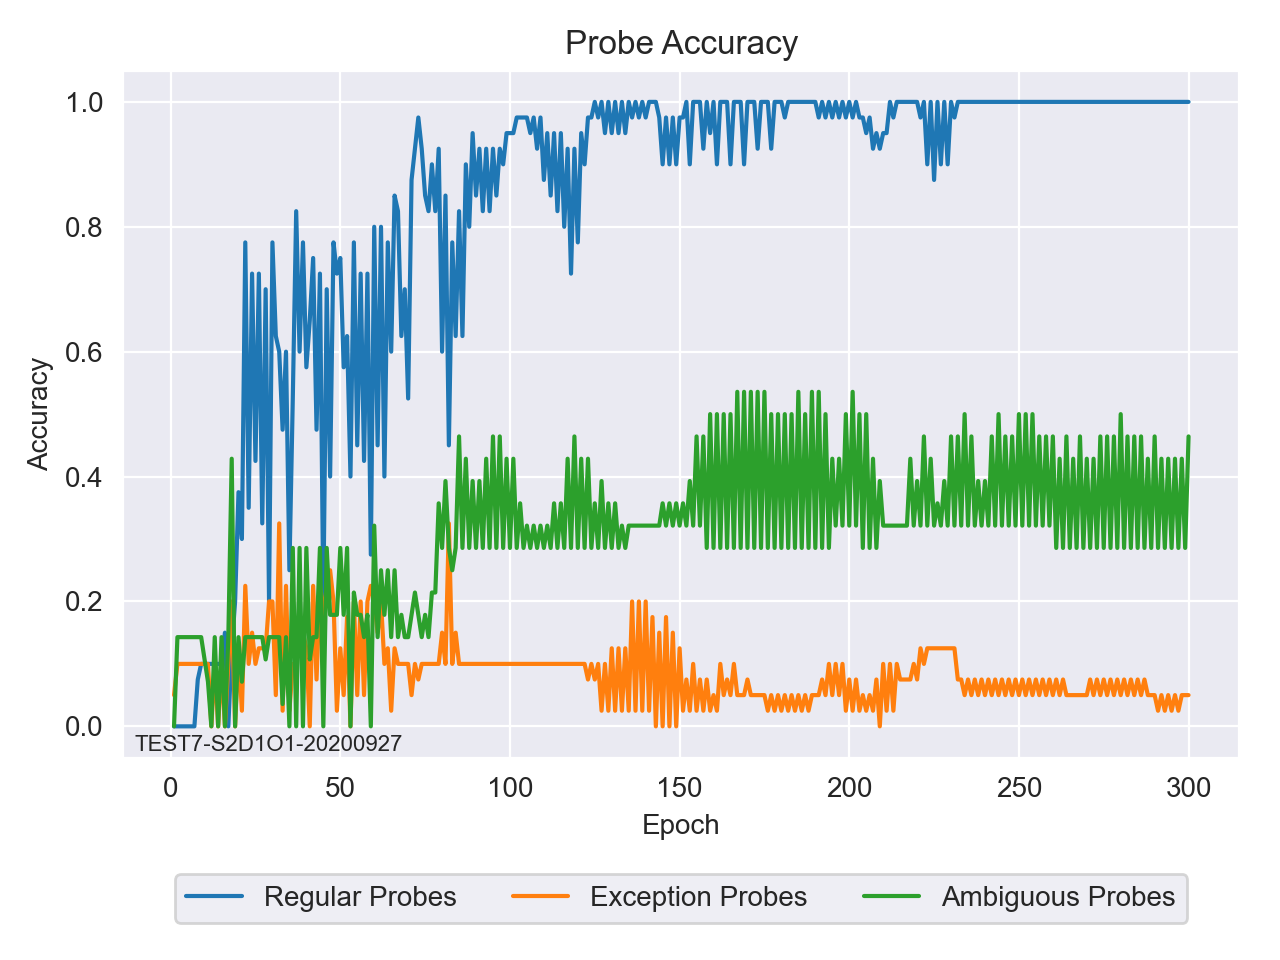 Probe Accuracy
1.0
0.8
0.6
0.4
0.2
0.0
Accuracy
TEST7-S2D1O1-20200927
0 50 100 150 200 250 300
Epoch
Regular Probes Exception Probes Ambiguous Probes